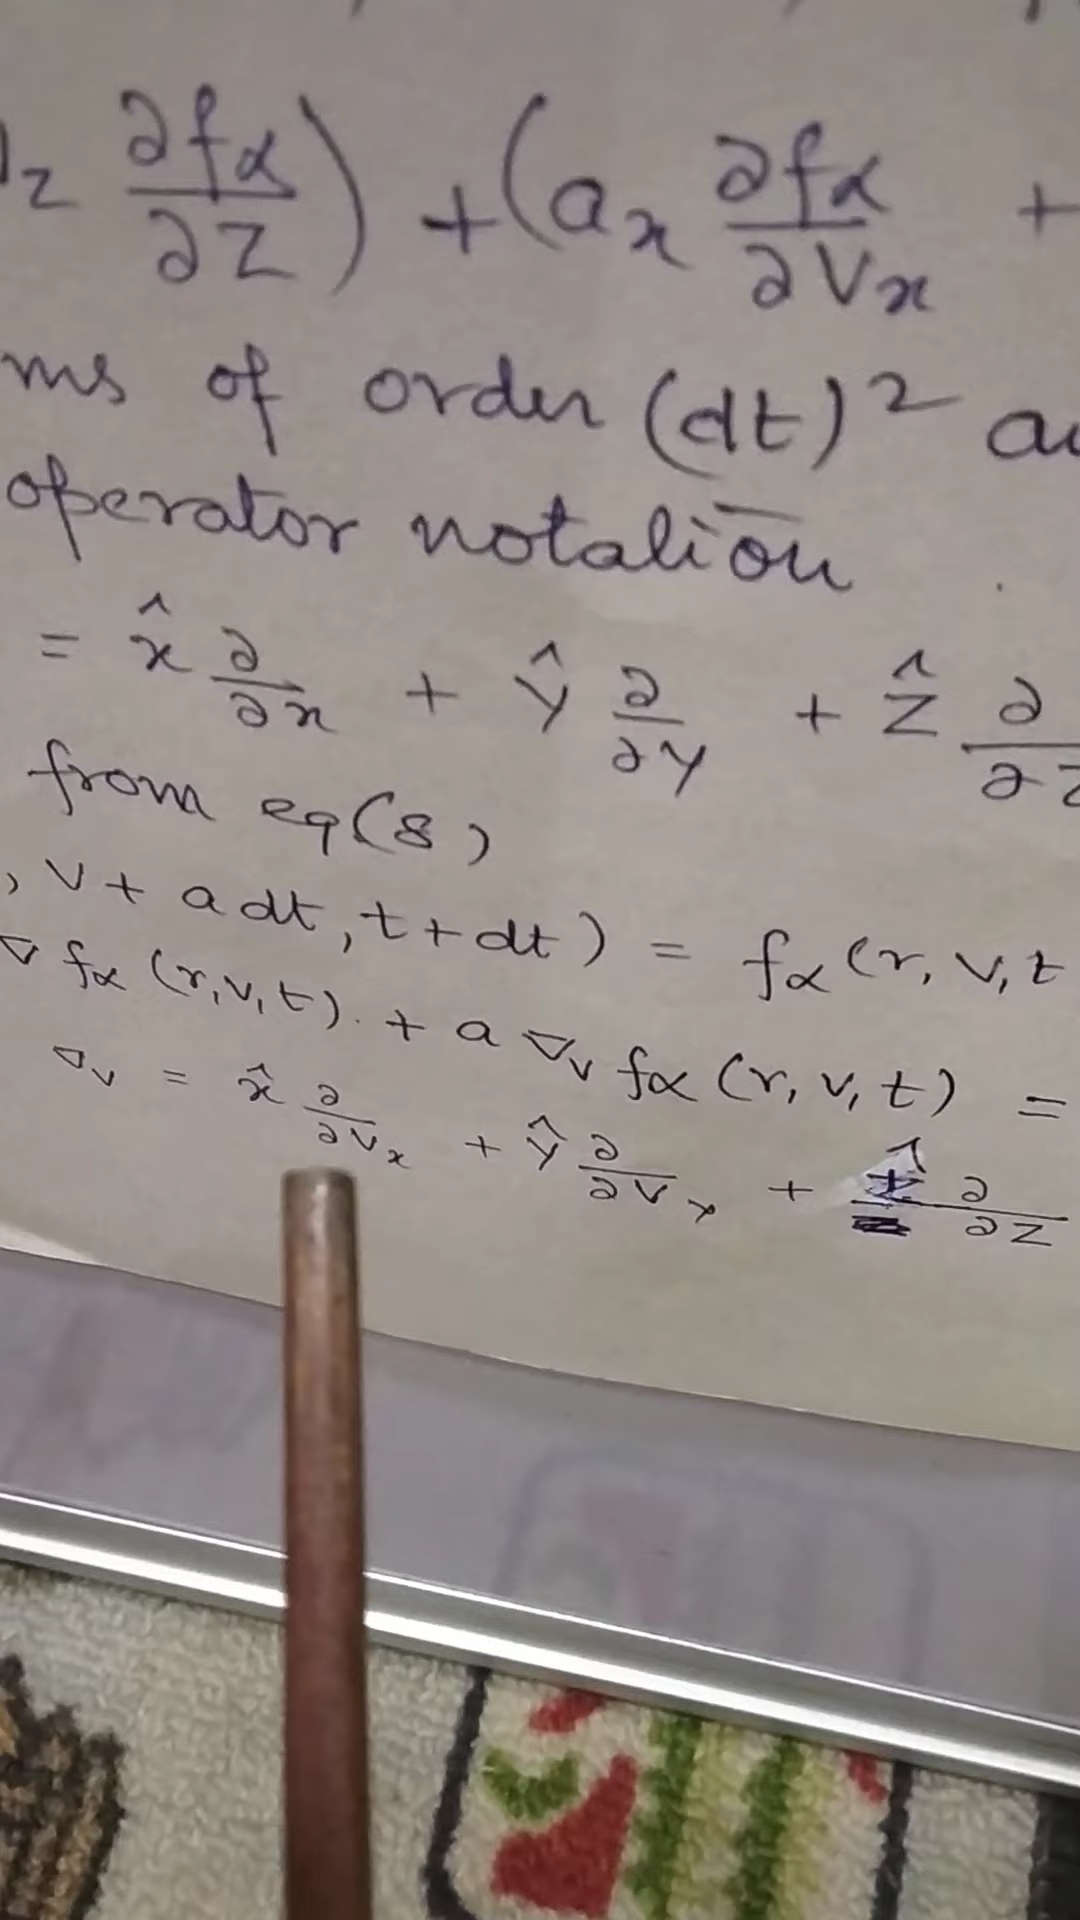 z ∂fα/∂z) + (aₓ ∂fα/∂Vx +
ms of order (dt)²
operator notation
= x̂ ∂/∂x + ŷ ∂/∂y + ẑ ∂/∂z
from eq(8)
, v + a dt, t + dt) = fα (r, v, t
∇ fα (r, v, t) . + a ∇v fα (r, v, t) =
∇v = x̂ ∂/∂Vx + ŷ ∂/∂Vy + ẑ ∂/∂z